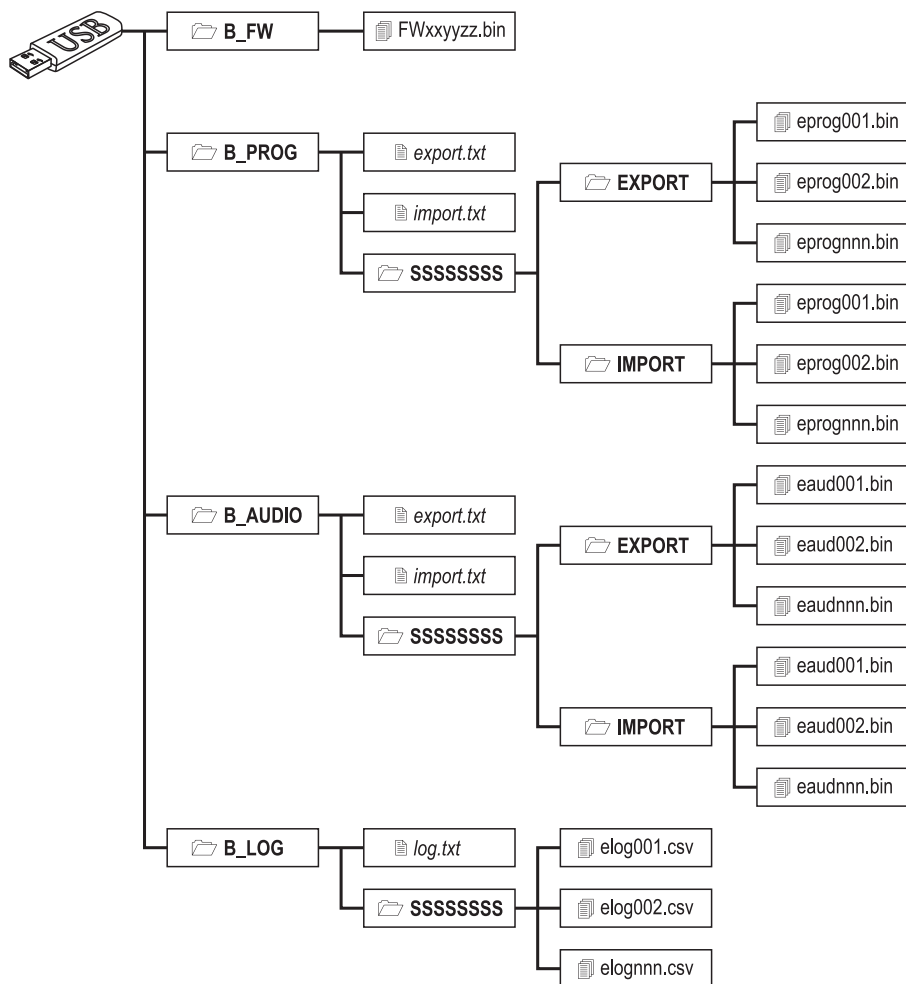 USB
B_FW
FWxxyyzz.bin
B_PROG
export.txt
import.txt
SSSSSSSS
EXPORT
eprog001.bin
eprog002.bin
eprognnn.bin
IMPORT
eprog001.bin
eprog002.bin
eprognnn.bin
B_AUDIO
export.txt
import.txt
SSSSSSSS
EXPORT
eaud001.bin
eaud002.bin
eaudnnn.bin
IMPORT
eaud001.bin
eaud002.bin
eaudnnn.bin
B_LOG
log.txt
SSSSSSSS
elog001.csv
elog002.csv
elognnn.csv